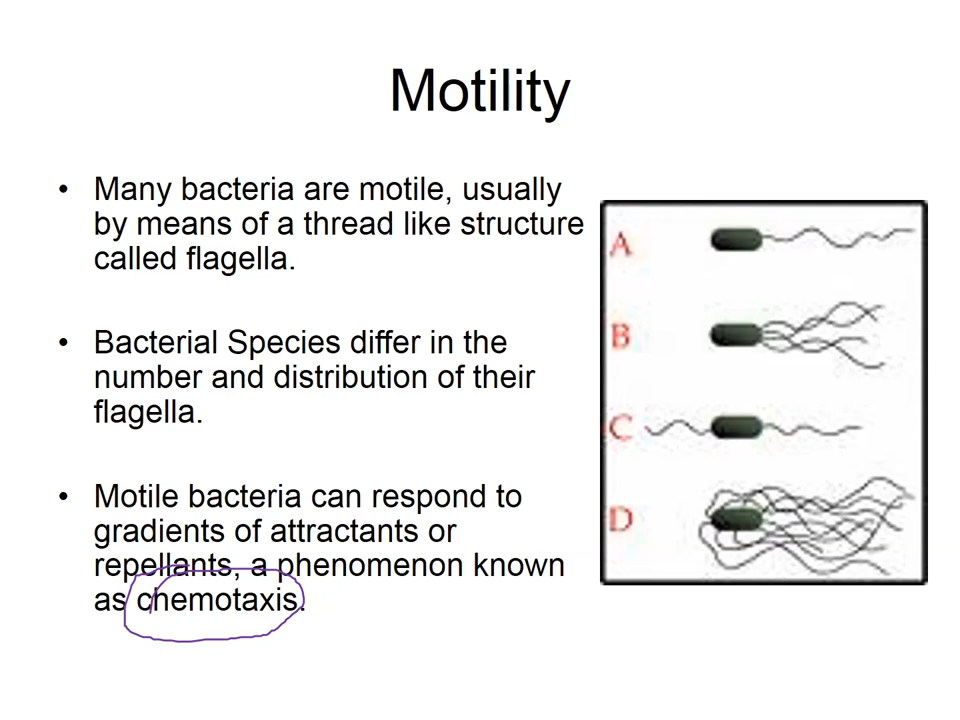 Motility
• Many bacteria are motile, usually
by means of a thread like structure
called flagella.
• Bacterial Species differ in the
number and distribution of their
flagella.
• Motile bacteria can respond to
gradients of attractants or
repellants, a phenomenon known
as chemotaxis.
A
B
C
D